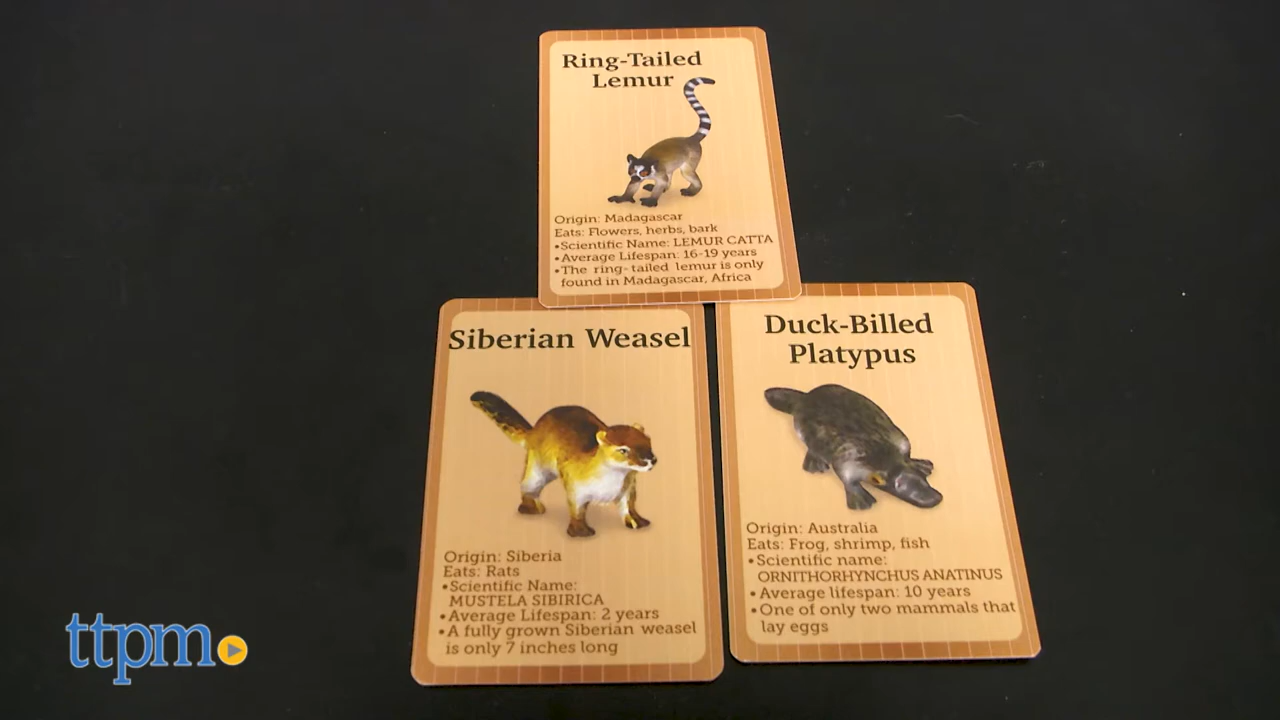 Ring-Tailed
Lemur
Origin: Madagascar
Eats: Flowers, herbs, bark
•Scientific Name: LEMUR CATTA
•Average Lifespan: 16-19 years
•The ring-tailed lemur is only
found in Madagascar, Africa
Siberian Weasel
Origin: Siberia
Eats: Rats
•Scientific Name:
MUSTELA SIBIRICA
•Average Lifespan: 2 years
•A fully grown Siberian weasel
is only 7 inches long
Duck-Billed
Platypus
Origin: Australia
Eats: Frog, shrimp, fish
•Scientific name:
ORNITHORHYNCHUS ANATINUS
•Average lifespan: 10 years
•One of only two mammals that
lay eggs
ttpm